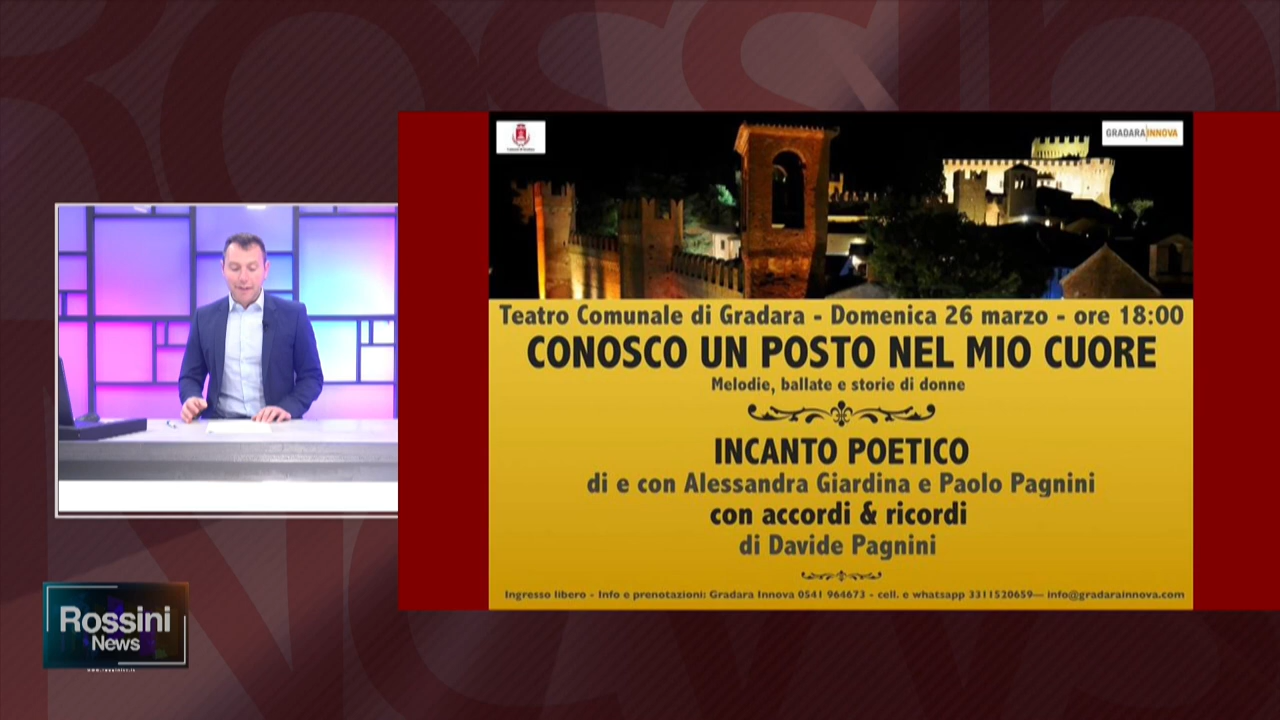 GRADARA INNOVA
Teatro Comunale di Gradara - Domenica 26 marzo - ore 18:00
CONOSCO UN POSTO NEL MIO CUORE
Melodie, ballate e storie di donne
INCANTO POETICO
di e con Alessandra Giardina e Paolo Pagnini
con accordi & ricordi
di Davide Pagnini
Ingresso libero - Info e prenotazioni: Gradara Innova 0541 964673 - cell. e whatsapp 3311520659— info@gradarainnova.com
Rossini
News